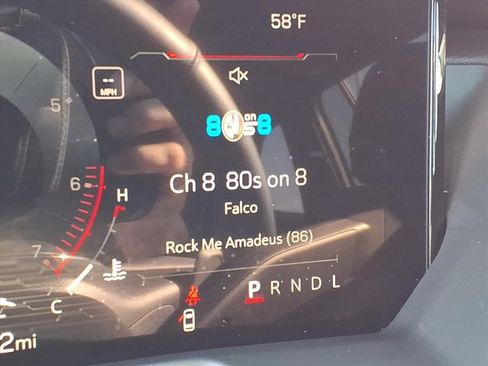 58°F
--
MPH
5
80s on 8
Ch 8 80s on 8
6
H
Falco
Rock Me Amadeus (86)
7
C
P R N D L
2mi